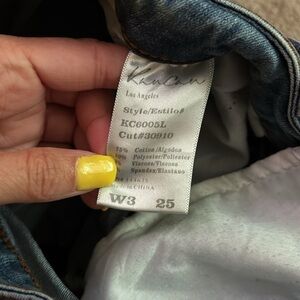 KanCan
Los Angeles
Style/Estilo#
KC6005L
Cut#30910
75% Cotton/Algodon
Polyester/Poliester
Viscose/Viscosa
Spandex/Elastano
CHINA
W3 25